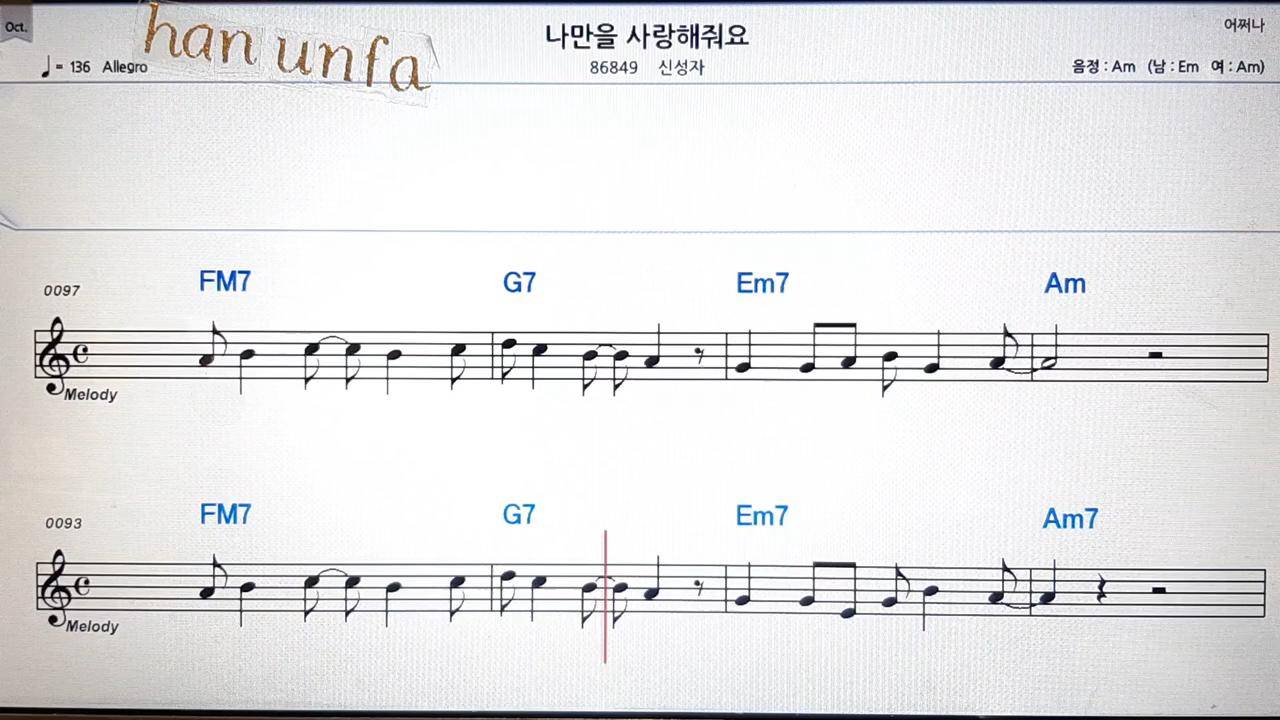 Oct.
han unfa
나만을 사랑해줘요
어쩌나
♩= 136 Allegro
86849 신성자
음정 : Am (남 : Em 여 : Am)
FM7 G7 Em7 Am
0097
Melody
FM7 G7 Em7 Am7
0093
Melody